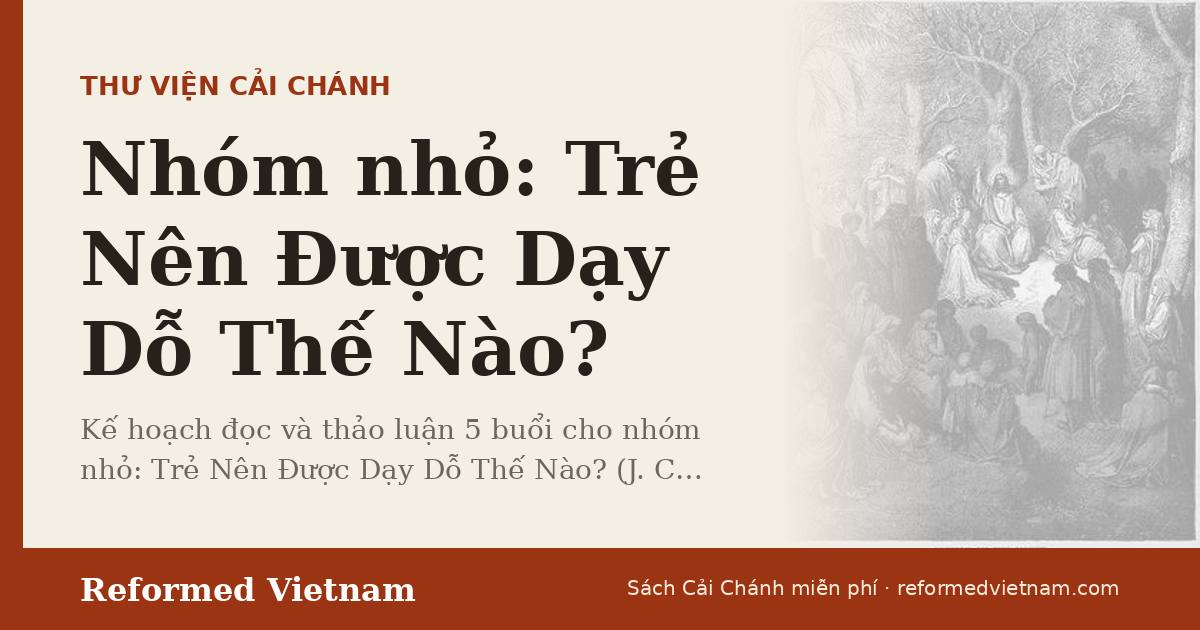 THƯ VIỆN CẢI CHÁNH
Nhóm nhỏ: Trẻ
Nên Được Dạy
Dỗ Thế Nào?
Kế hoạch đọc và thảo luận 5 buổi cho nhóm
nhỏ: Trẻ Nên Được Dạy Dỗ Thế Nào? (J. C...
Reformed Vietnam
Sách Cải Chánh miễn phí · reformedvietnam.com